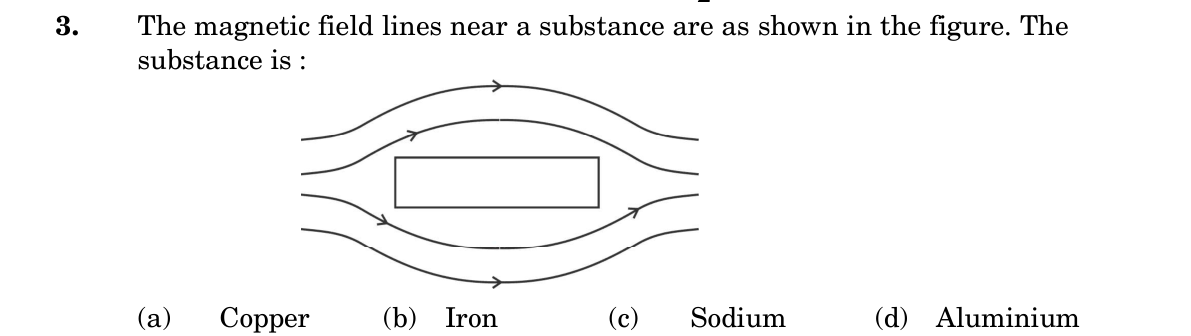 3. The magnetic field lines near a substance are as shown in the figure. The
substance is :
(a) Copper (b) Iron (c) Sodium (d) Aluminium